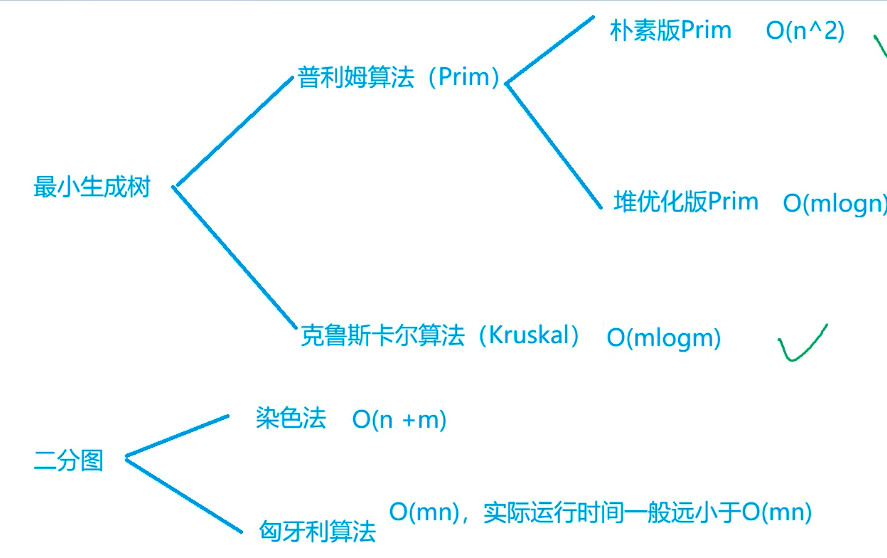 朴素版Prim O(n^2)
普利姆算法（Prim）
最小生成树
堆优化版Prim O(mlogn)
克鲁斯卡尔算法（Kruskal） O(mlogm)
染色法 O(n +m)
二分图
匈牙利算法 O(mn)，实际运行时间一般远小于O(mn)